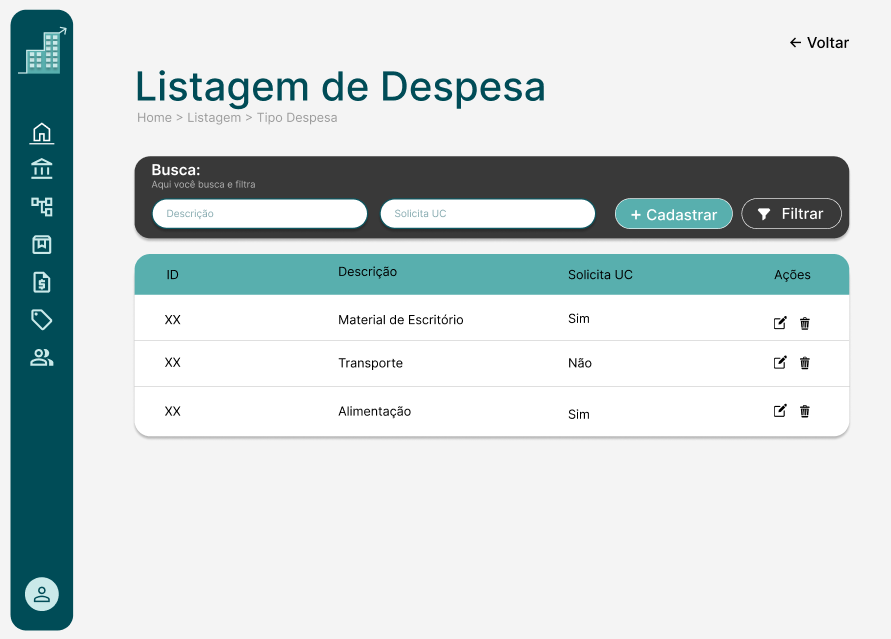 ← Voltar
Listagem de Despesa
Home > Listagem > Tipo Despesa
Busca:
Aqui você busca e filtra
Descrição Solicita UC + Cadastrar Filtrar
ID Descrição Solicita UC Ações
XX Material de Escritório Sim
XX Transporte Não
XX Alimentação Sim